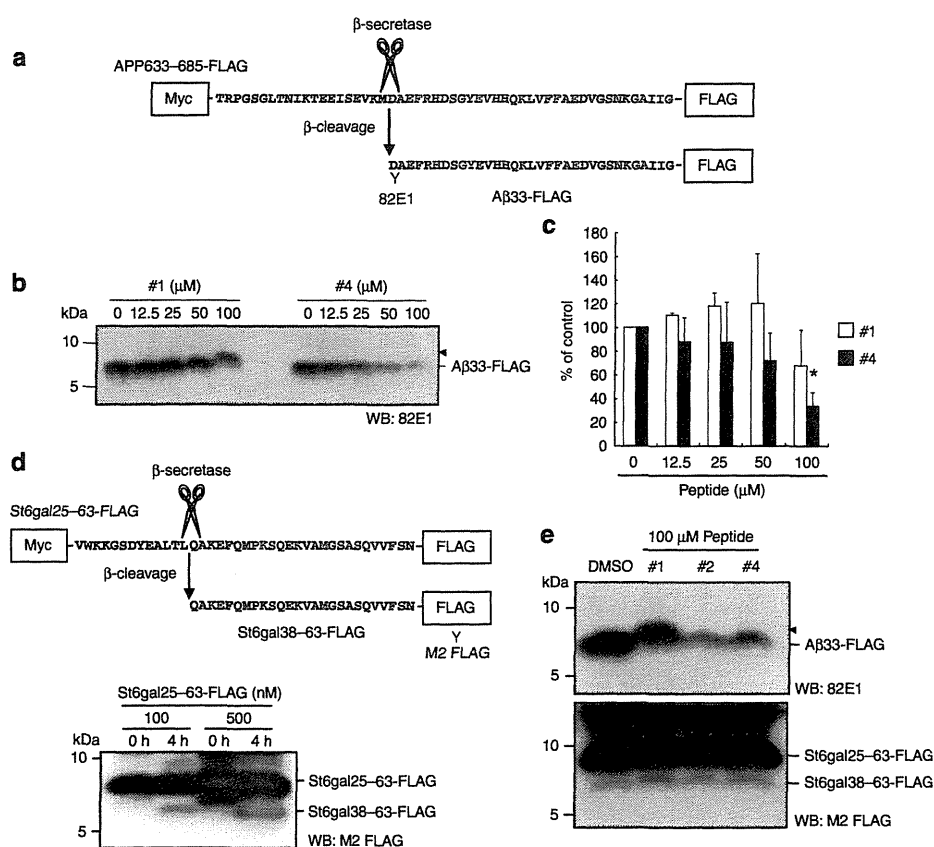 a
β-secretase
APP633–685-FLAG
Myc
TRPGSGLTNIKTEEISEVKMDAEFRHDSGYEVHHQKLVFFAEDVGSNKGAIIG
FLAG
β-cleavage
DAEFRHDSGYEVHHQKLVFFAEDVGSNKGAIIG
FLAG
Y
82E1
Aβ33-FLAG
b
#1 (μM)
#4 (μM)
kDa
0 12.5 25 50 100
0 12.5 25 50 100
10
5
Aβ33-FLAG
WB: 82E1
c
% of control
180
160
140
120
100
80
60
40
20
0
*
#1
#4
0 12.5 25 50 100
Peptide (μM)
d
β-secretase
St6gal25–63-FLAG
Myc
VWKKGSDYEALTLQAKEFQMPKSQEKVAMGSASQVVFSN
FLAG
β-cleavage
QAKEFQMPKSQEKVAMGSASQVVFSN
FLAG
St6gal38–63-FLAG
Y
M2 FLAG
St6gal25–63-FLAG (nM)
100 500
kDa
0 h 4 h 0 h 4 h
10
5
St6gal25–63-FLAG
St6gal38–63-FLAG
WB: M2 FLAG
e
100 μM Peptide
DMSO #1 #2 #4
kDa
10
5
Aβ33-FLAG
WB: 82E1
10
5
St6gal25–63-FLAG
St6gal38–63-FLAG
WB: M2 FLAG